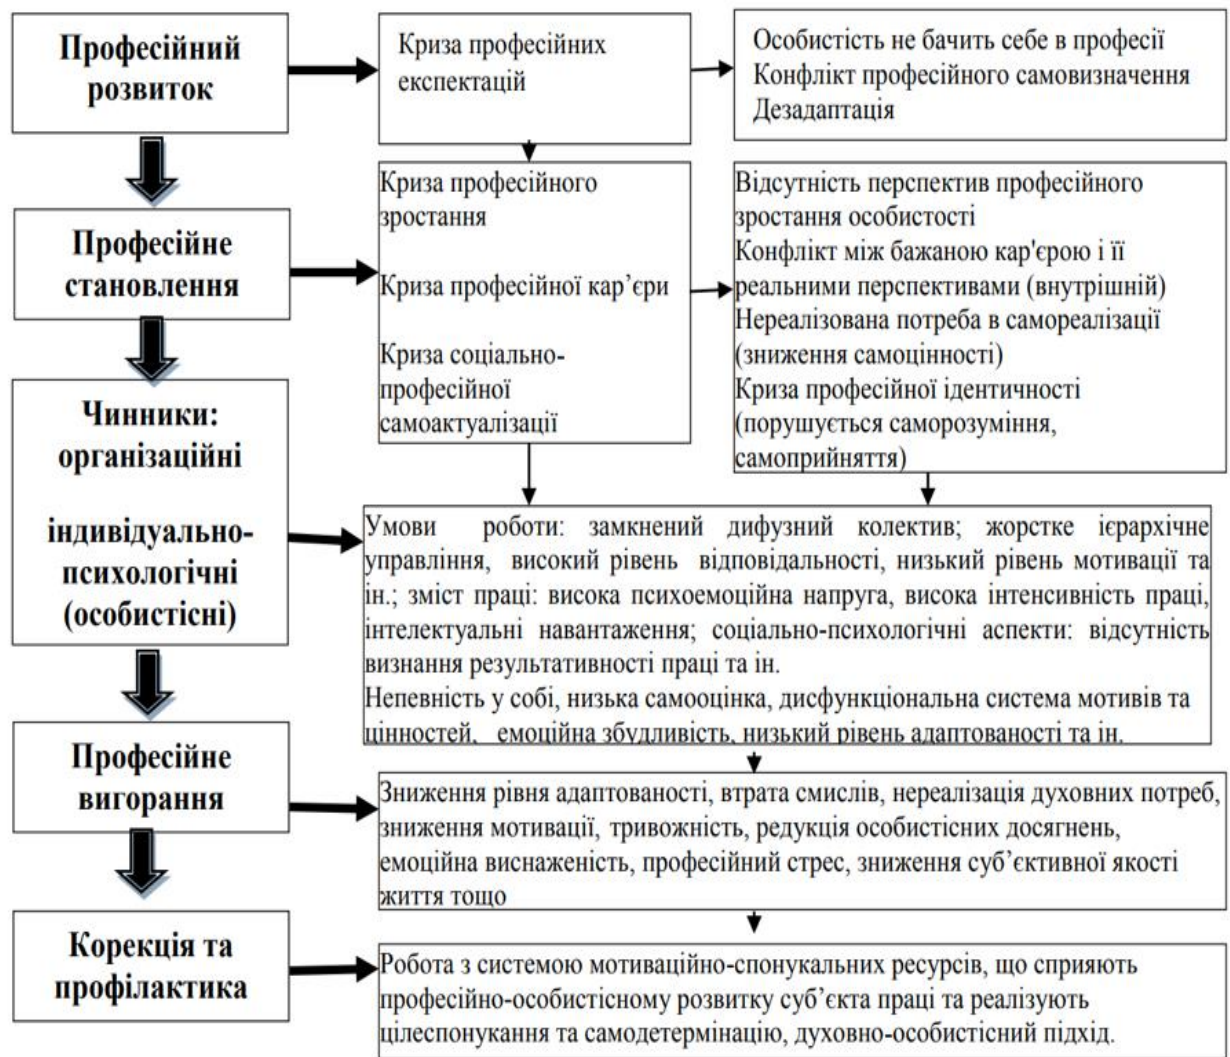 Професійний
розвиток
Криза професійних
експектацій
Особистість не бачить себе в професії
Конфлікт професійного самовизначення
Дезадаптація
Професійне
становлення
Криза професійного
зростання
Криза професійної кар’єри
Криза соціально-
професійної
самоактуалізації
Відсутність перспектив професійного
зростання особистості
Конфлікт між бажаною кар'єрою і її
реальними перспективами (внутрішній)
Нереалізована потреба в самореалізації
(зниження самоцінності)
Криза професійної ідентичності
(порушується саморозуміння,
самоприйняття)
Чинники:
організаційні
індивідуально-
психологічні
(особистісні)
Умови роботи: замкнений дифузний колектив; жорстке ієрархічне
управління, високий рівень відповідальності, низький рівень мотивації та
ін.; зміст праці: висока психоемоційна напруга, висока інтенсивність праці,
інтелектуальні навантаження; соціально-психологічні аспекти: відсутність
визнання результативності праці та ін.
Непевність у собі, низька самооцінка, дисфункціональна система мотивів та
цінностей, емоційна збудливість, низький рівень адаптованості та ін.
Професійне
вигорання
Зниження рівня адаптованості, втрата смислів, нереалізація духовних потреб,
зниження мотивації, тривожність, редукція особистісних досягнень,
емоційна виснаженість, професійний стрес, зниження суб’єктивної якості
життя тощо
Корекція та
профілактика
Робота з системою мотиваційно-спонукальних ресурсів, що сприяють
професійно-особистісному розвитку суб’єкта праці та реалізують
цілеспонукання та самодетермінацію, духовно-особистісний підхід.